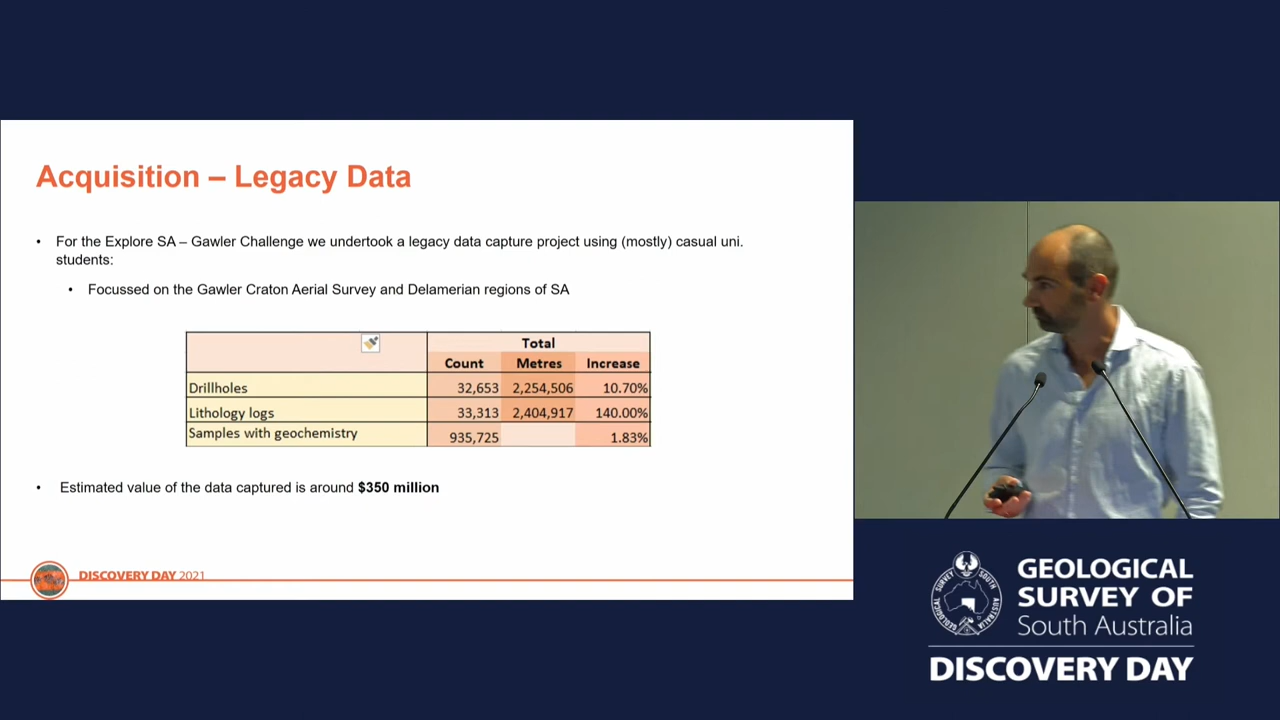 Acquisition – Legacy Data
• For the Explore SA – Gawler Challenge we undertook a legacy data capture project using (mostly) casual uni.
students:
• Focussed on the Gawler Craton Aerial Survey and Delamerian regions of SA
Total
Count Metres Increase
Drillholes 32,653 2,254,506 10.70%
Lithology logs 33,313 2,404,917 140.00%
Samples with geochemistry 935,725 1.83%
• Estimated value of the data captured is around $350 million
DISCOVERY DAY 2021
GEOLOGICAL SURVEY SOUTH AUSTRALIA
GEOLOGICAL
SURVEY OF
South Australia
DISCOVERY DAY